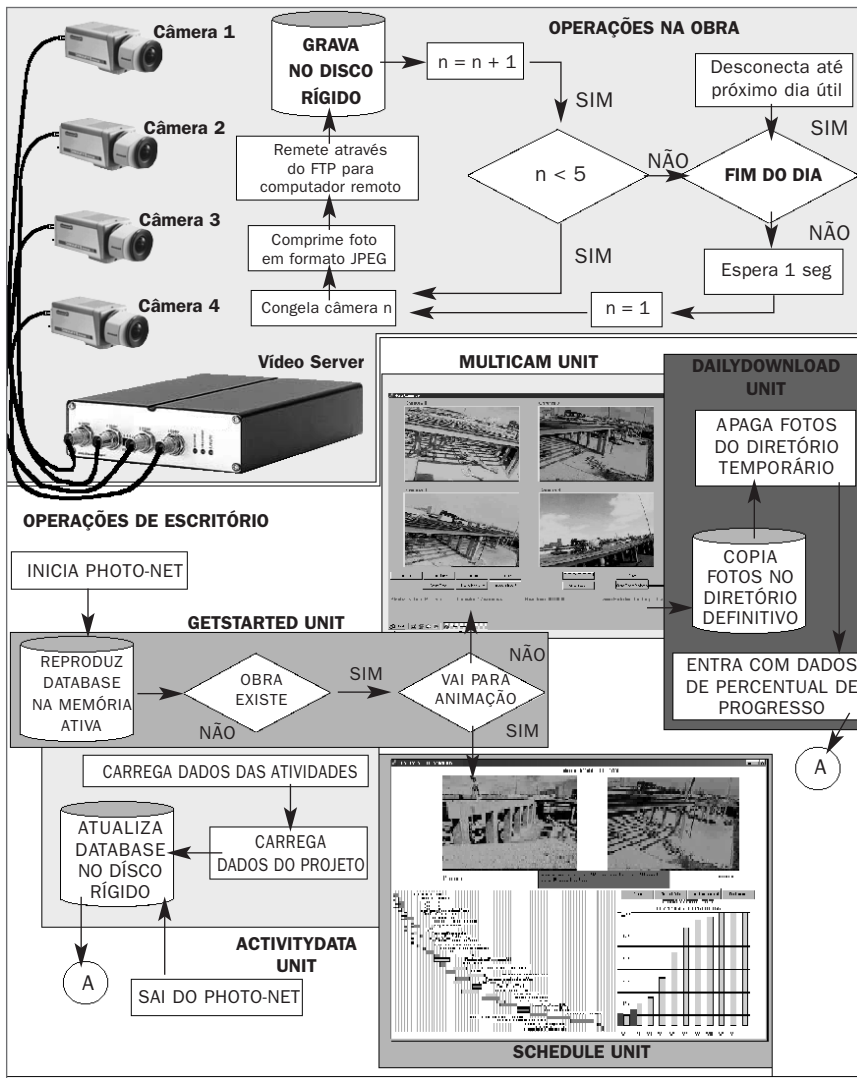 OPERAÇÕES NA OBRA
Câmera 1
Câmera 2
Câmera 3
Câmera 4
Vídeo Server
GRAVA
NO DISCO
RÍGIDO
n = n + 1
SIM
n < 5
NÃO
SIM
Desconecta até
próximo dia útil
SIM
FIM DO DIA
NÃO
Espera 1 seg
n = 1
Remete através
do FTP para
computador remoto
Comprime foto
em formato JPEG
Congela câmera n
MULTICAM UNIT
DAILYDOWNLOAD
UNIT
APAGA FOTOS
DO DIRETÓRIO
TEMPORÁRIO
COPIA
FOTOS NO
DIRETÓRIO
DEFINITIVO
ENTRA COM DADOS
DE PERCENTUAL DE
PROGRESSO
A
OPERAÇÕES DE ESCRITÓRIO
INICIA PHOTO-NET
GETSTARTED UNIT
REPRODUZ
DATABASE
NA MEMÓRIA
ATIVA
OBRA
EXISTE
NÃO
SIM
VAI PARA
ANIMAÇÃO
NÃO
SIM
CARREGA DADOS DAS ATIVIDADES
CARREGA
DADOS DO PROJETO
ATUALIZA
DATABASE
NO DÍSCO
RÍGIDO
ACTIVITYDATA
UNIT
A
SAI DO PHOTO-NET
SCHEDULE UNIT